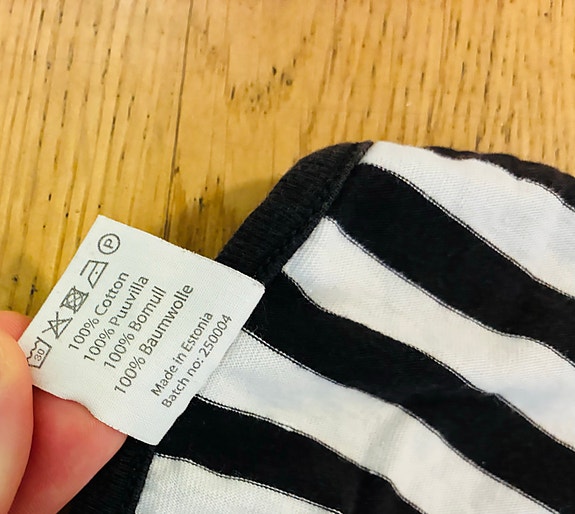 30 P
100% Cotton
100% Puuvilla
100% Bomull
100% Baumwolle
Made in Estonia
Batch no: 250004